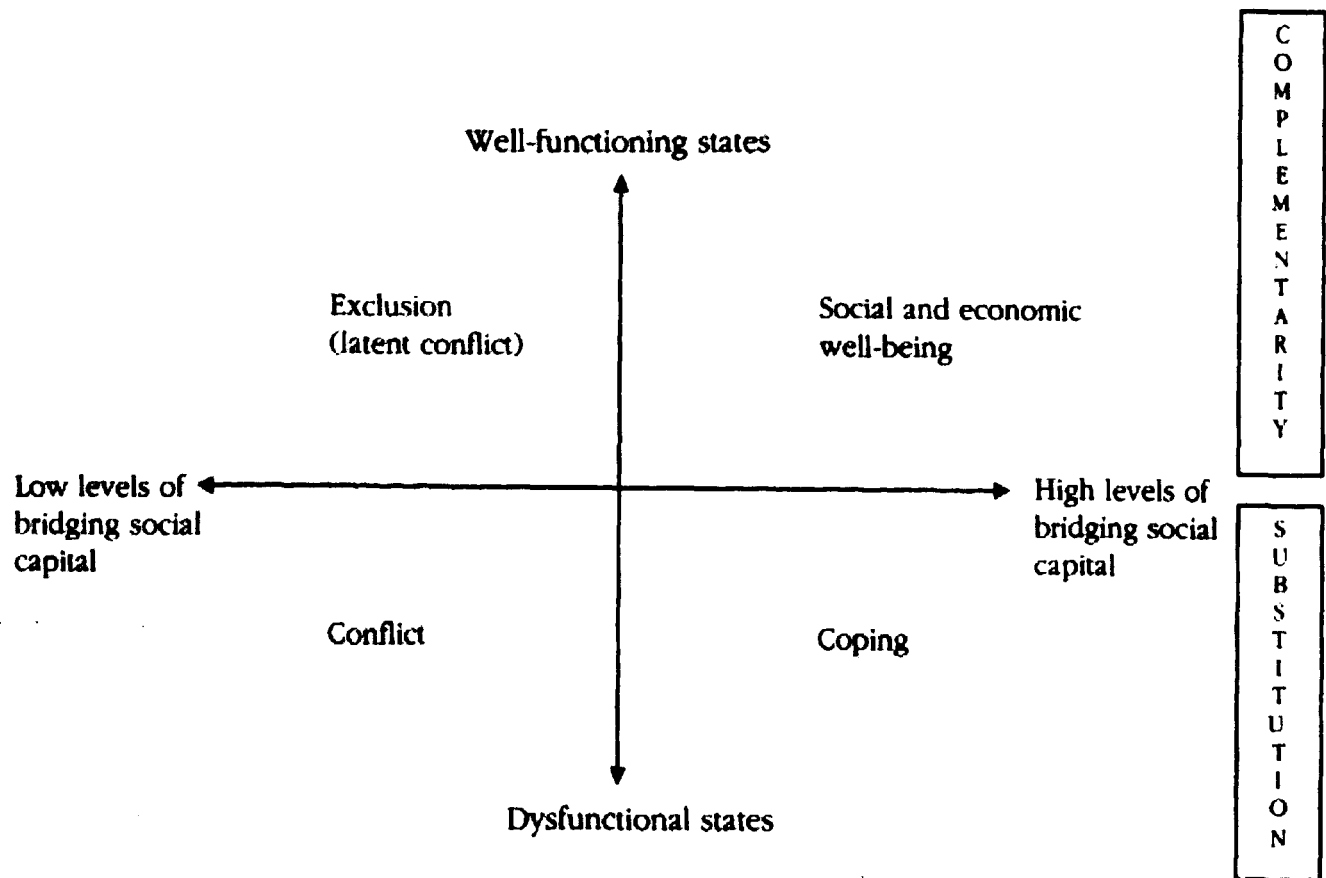 Well-functioning states
Exclusion
(latent conflict)
Social and economic
well-being
Low levels of
bridging social
capital
High levels of
bridging social
capital
Conflict
Coping
Dysfunctional states
COMPLEMENTARITY
SUBSTITUTION